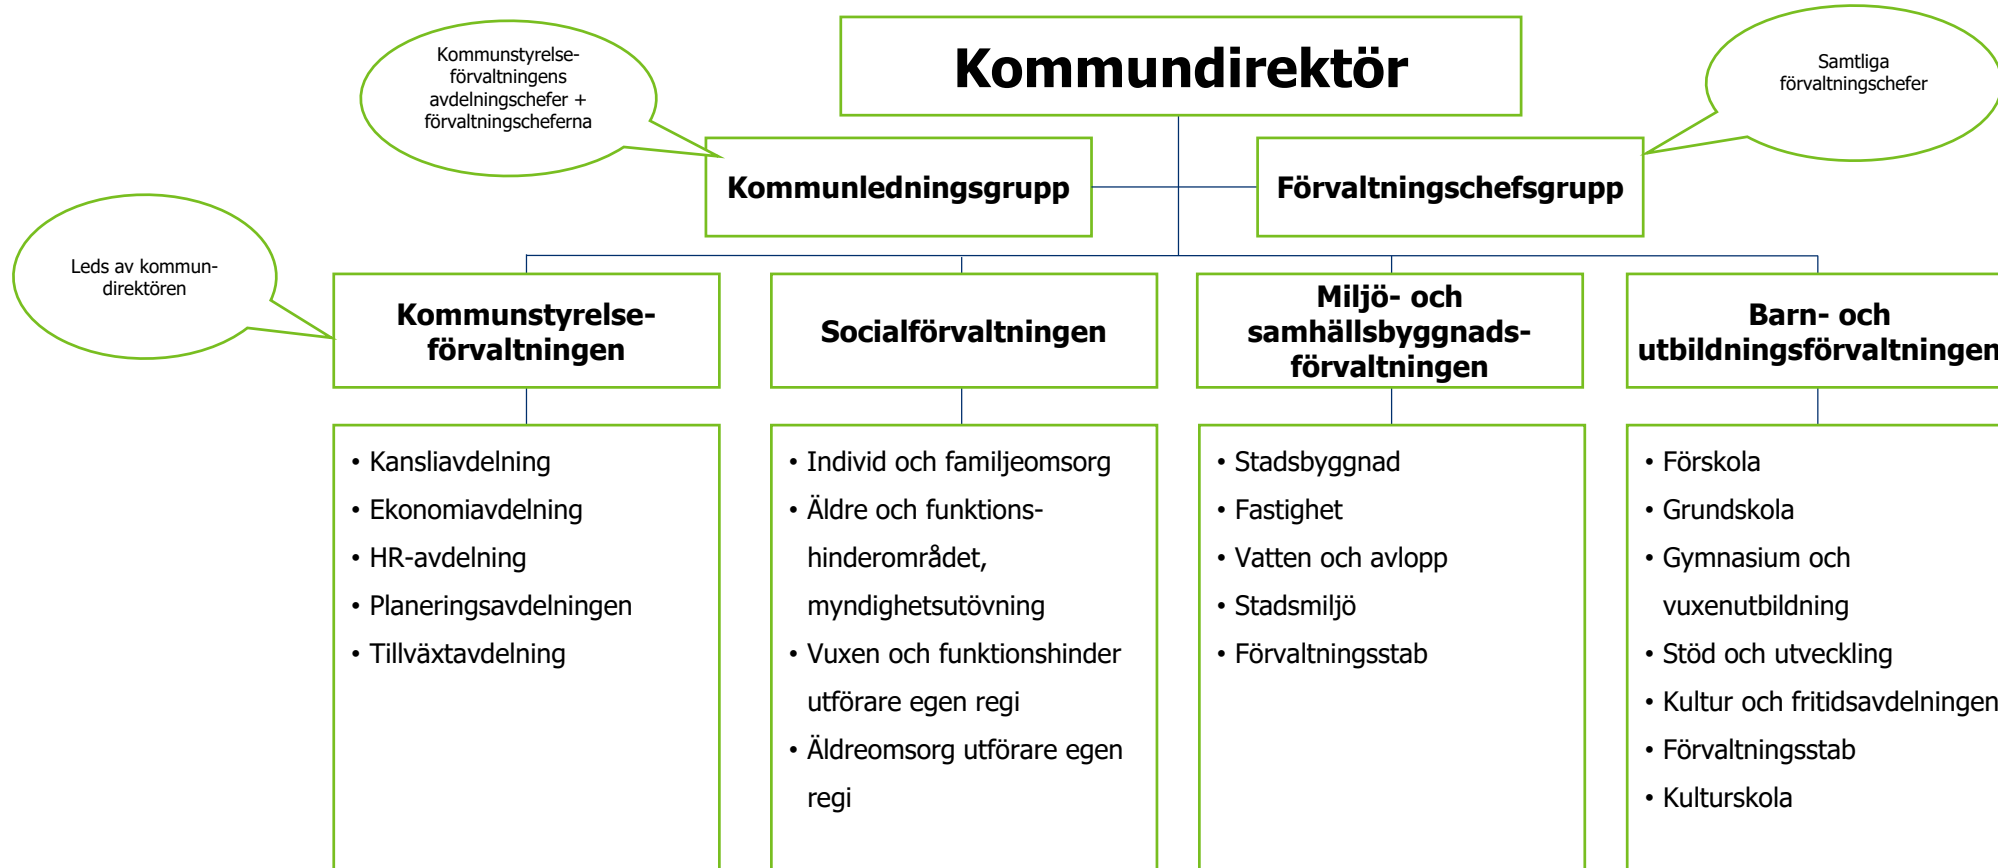 Kommundirektör
Kommunstyrelse-
förvaltningens
avdelningschefer +
förvaltningscheferna
Samtliga
förvaltningschefer
Kommunledningsgrupp
Förvaltningschefsgrupp
Leds av kommun-
direktören
Kommunstyrelse-
förvaltningen
Socialförvaltningen
Miljö- och
samhällsbyggnads-
förvaltningen
Barn- och
utbildningsförvaltningen
• Kansliavdelning
• Ekonomiavdelning
• HR-avdelning
• Planeringsavdelningen
• Tillväxtavdelning
• Individ och familjeomsorg
• Äldre och funktions-
hinderområdet,
myndighetsutövning
• Vuxen och funktionshinder
utförare egen regi
• Äldreomsorg utförare egen
regi
• Stadsbyggnad
• Fastighet
• Vatten och avlopp
• Stadsmiljö
• Förvaltningsstab
• Förskola
• Grundskola
• Gymnasium och
vuxenutbildning
• Stöd och utveckling
• Kultur och fritidsavdelningen
• Förvaltningsstab
• Kulturskola